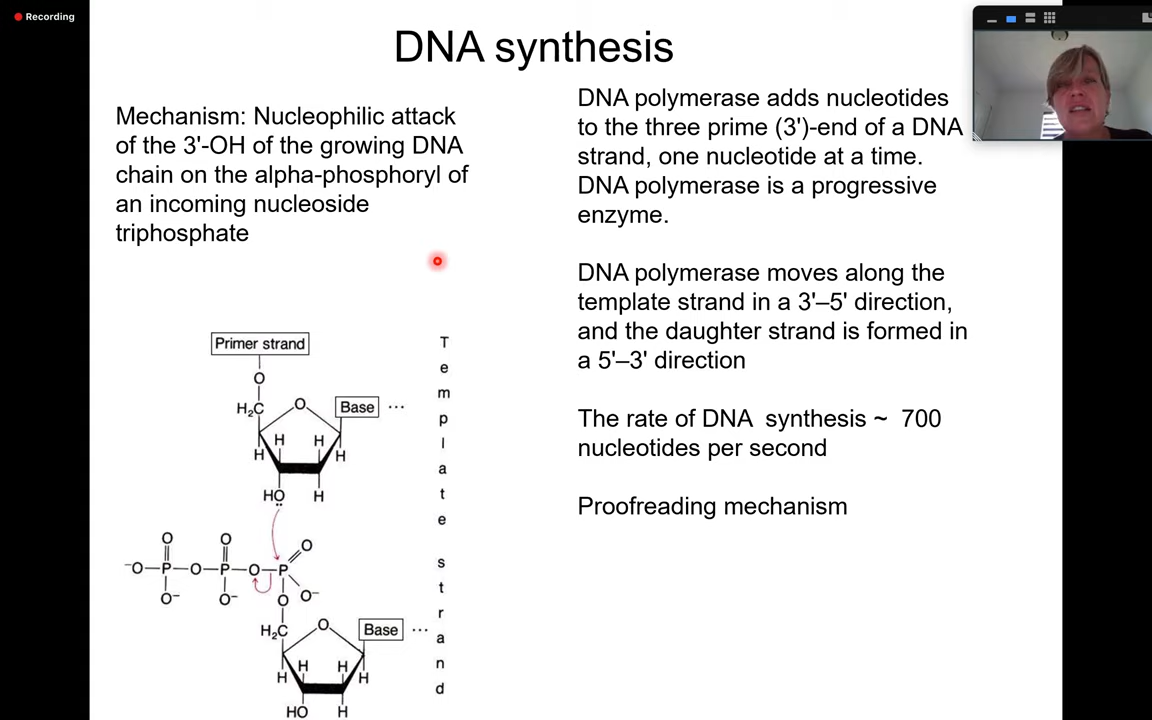 Recording
DNA synthesis
Mechanism: Nucleophilic attack
of the 3'-OH of the growing DNA
chain on the alpha-phosphoryl of
an incoming nucleoside
triphosphate
DNA polymerase adds nucleotides
to the three prime (3')-end of a DNA
strand, one nucleotide at a time.
DNA polymerase is a progressive
enzyme.
DNA polymerase moves along the
template strand in a 3'–5' direction,
and the daughter strand is formed in
a 5'–3' direction
The rate of DNA  synthesis ~  700
nucleotides per second
Proofreading mechanism
Primer strand
O
H₂C O Base ...
H H
H H
HO H
O O O
⁻O—P—O—P—O—P
O⁻ O⁻ O O⁻
H₂C O Base ...
H H
H H
HO H
Template strand